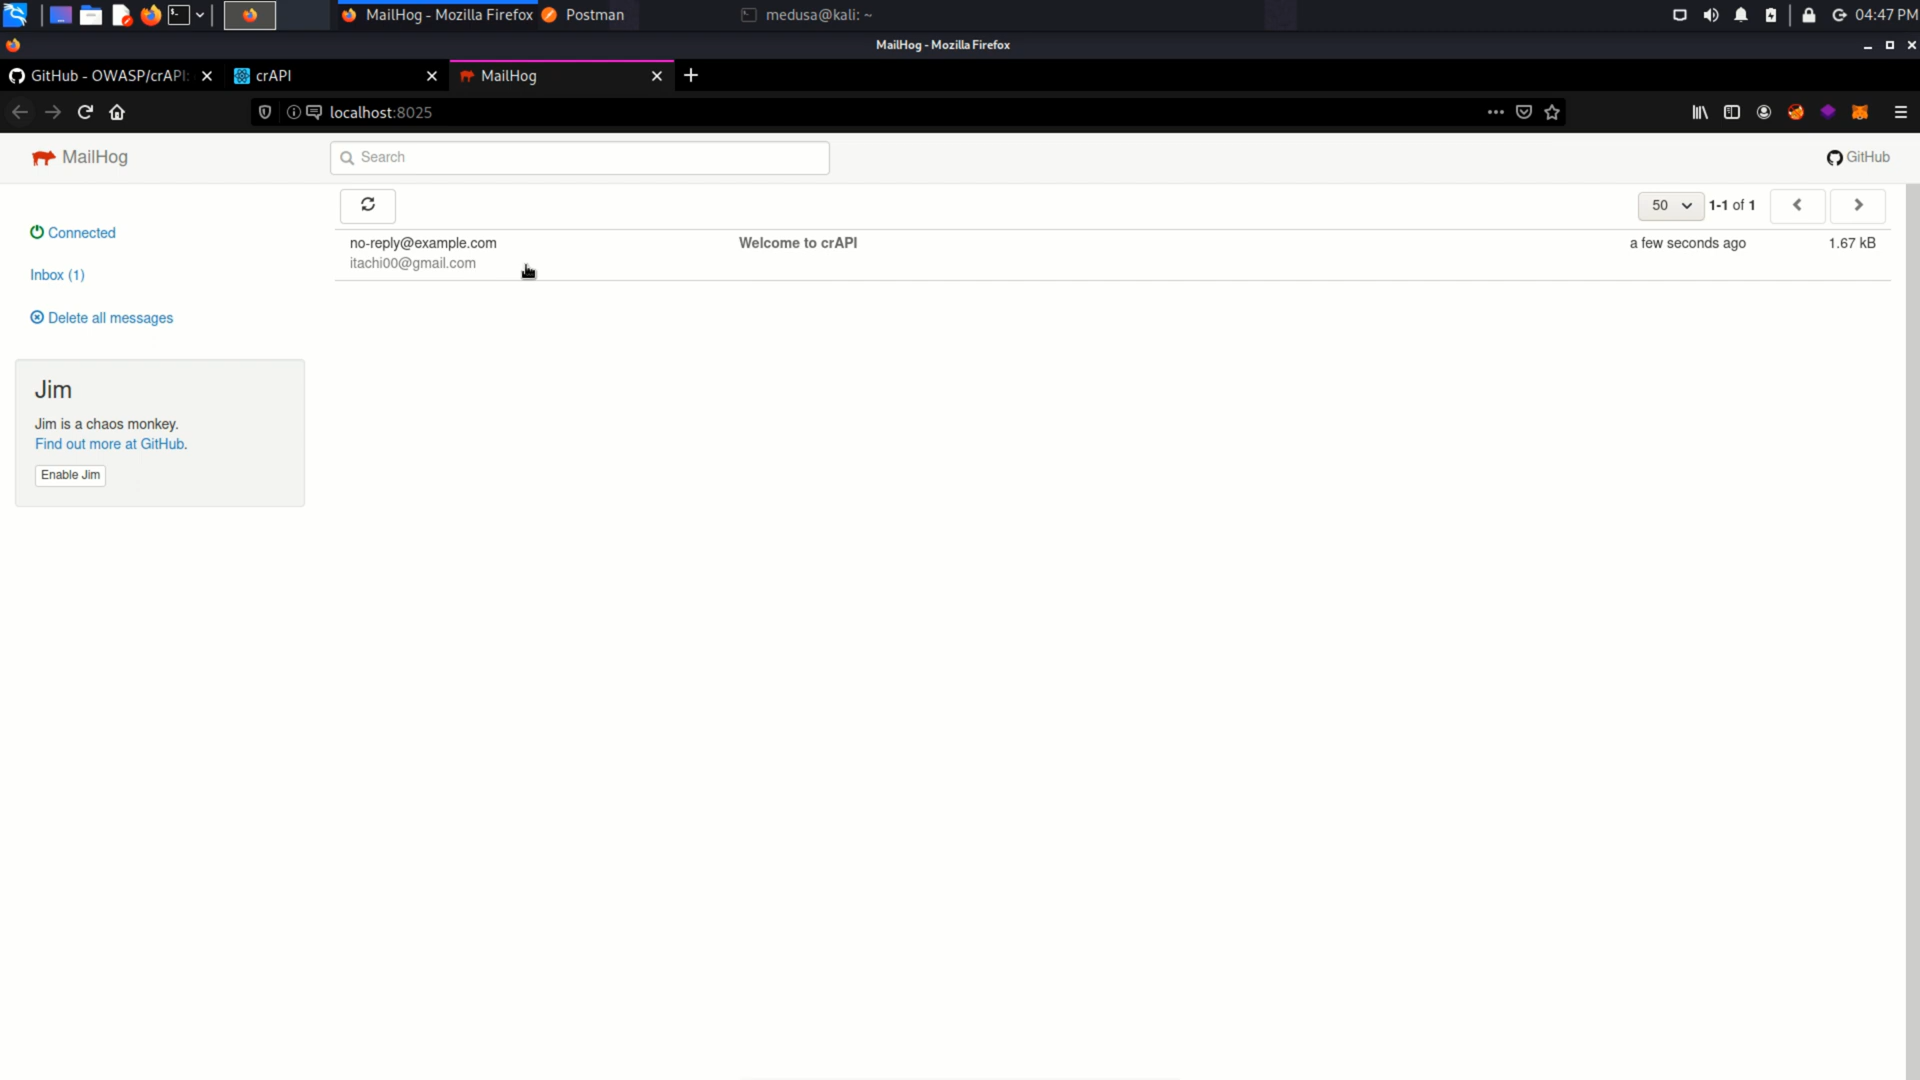 MailHog - Mozilla Firefox
Postman
medusa@kali: ~
04:47 PM
MailHog - Mozilla Firefox
GitHub - OWASP/crAPI:
crAPI
MailHog
localhost:8025
MailHog
Search
GitHub
Connected
50
1-1 of 1
no-reply@example.com
Welcome to crAPI
a few seconds ago
1.67 kB
itachi00@gmail.com
Inbox (1)
Delete all messages
Jim
Jim is a chaos monkey.
Find out more at GitHub.
Enable Jim